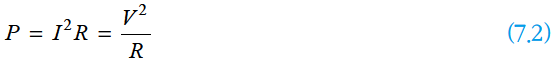 P = I²R = V²/R (7.2)